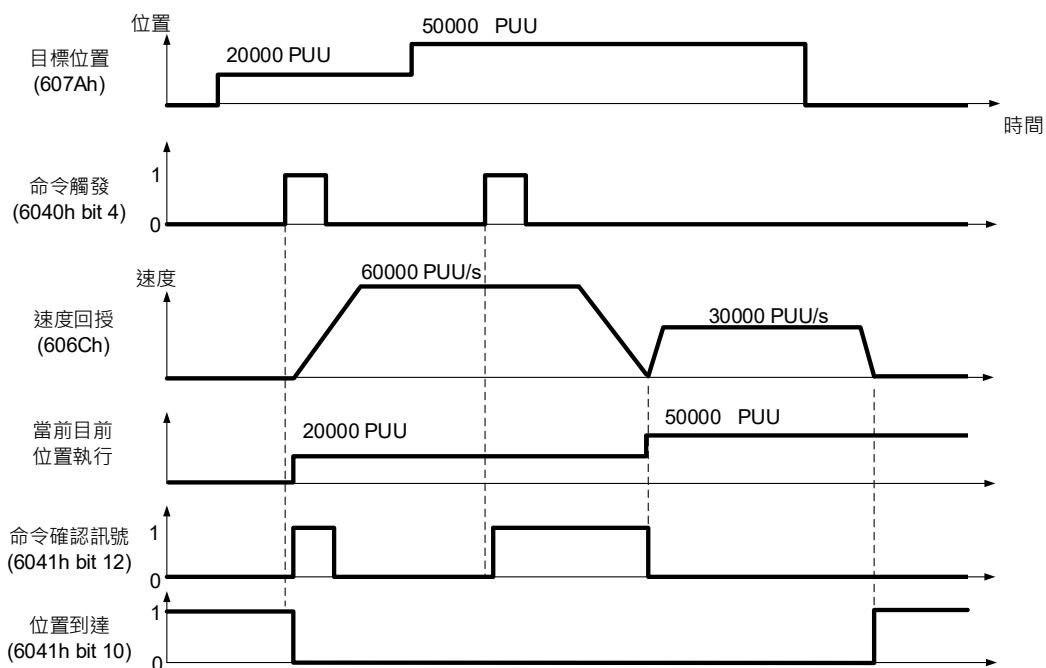 位置
目標位置
(607Ah)
20000 PUU
50000 PUU
時間
命令觸發
(6040h bit 4)
1
0
速度
速度回授
(606Ch)
60000 PUU/s
30000 PUU/s
當前目前
位置執行
20000 PUU
50000 PUU
命令確認訊號
(6041h bit 12)
1
0
位置到達
(6041h bit 10)
1
0